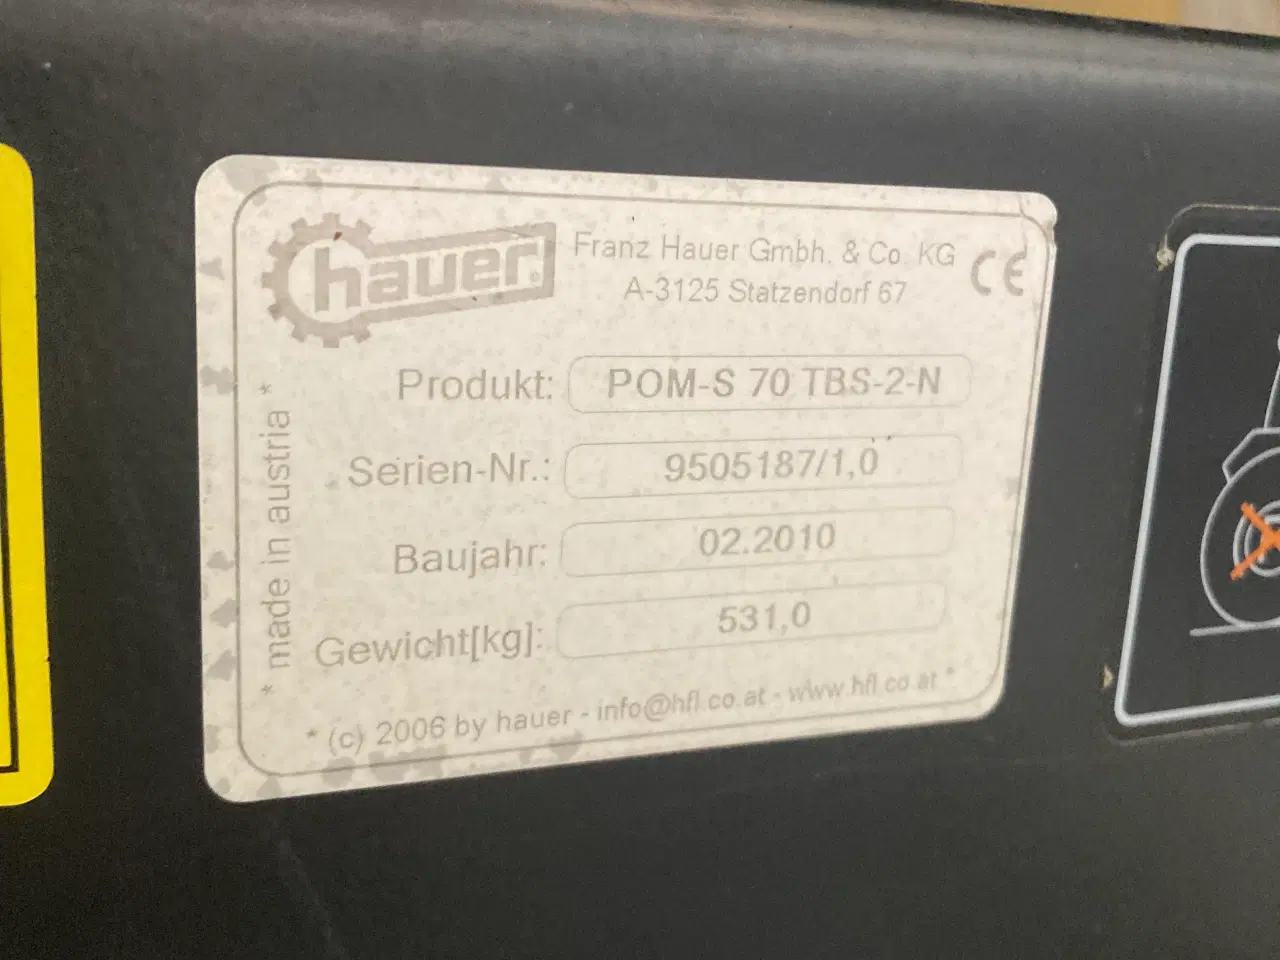 hauer
Franz Hauer Gmbh. & Co. KG
A-3125 Statzendorf 67
CE
Produkt: POM-S 70 TBS-2-N
Serien-Nr.: 9505187/1,0
Baujahr: 02.2010
Gewicht[kg]: 531,0
* made in austria *
* (c) 2006 by hauer - info@hfl.co.at - www.hfl.co.at *